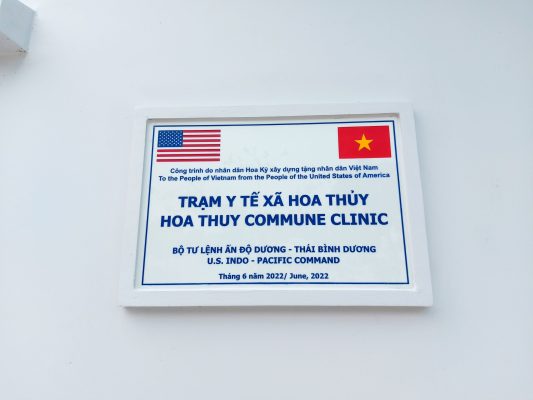 Công trình do nhân dân Hoa Kỳ xây dựng tặng nhân dân Việt Nam
To the People of Vietnam from the People of the United States of America
TRẠM Y TẾ XÃ HOA THỦY
HOA THUY COMMUNE CLINIC
BỘ TƯ LỆNH ẤN ĐỘ DƯƠNG - THÁI BÌNH DƯƠNG
U.S. INDO - PACIFIC COMMAND
Tháng 6 năm 2022/ June, 2022